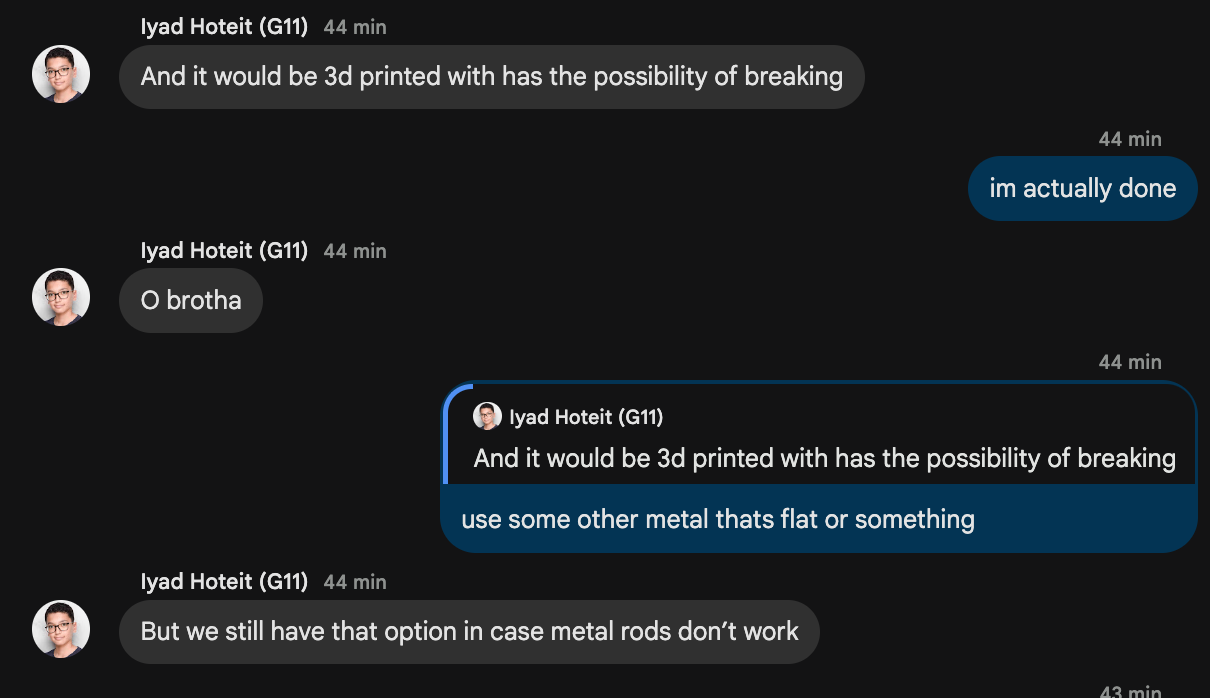 Iyad Hoteit (G11) 44 min
And it would be 3d printed with has the possibility of breaking
44 min
im actually done
Iyad Hoteit (G11) 44 min
O brotha
44 min
Iyad Hoteit (G11)
And it would be 3d printed with has the possibility of breaking
use some other metal thats flat or something
Iyad Hoteit (G11) 44 min
But we still have that option in case metal rods don’t work
43 min